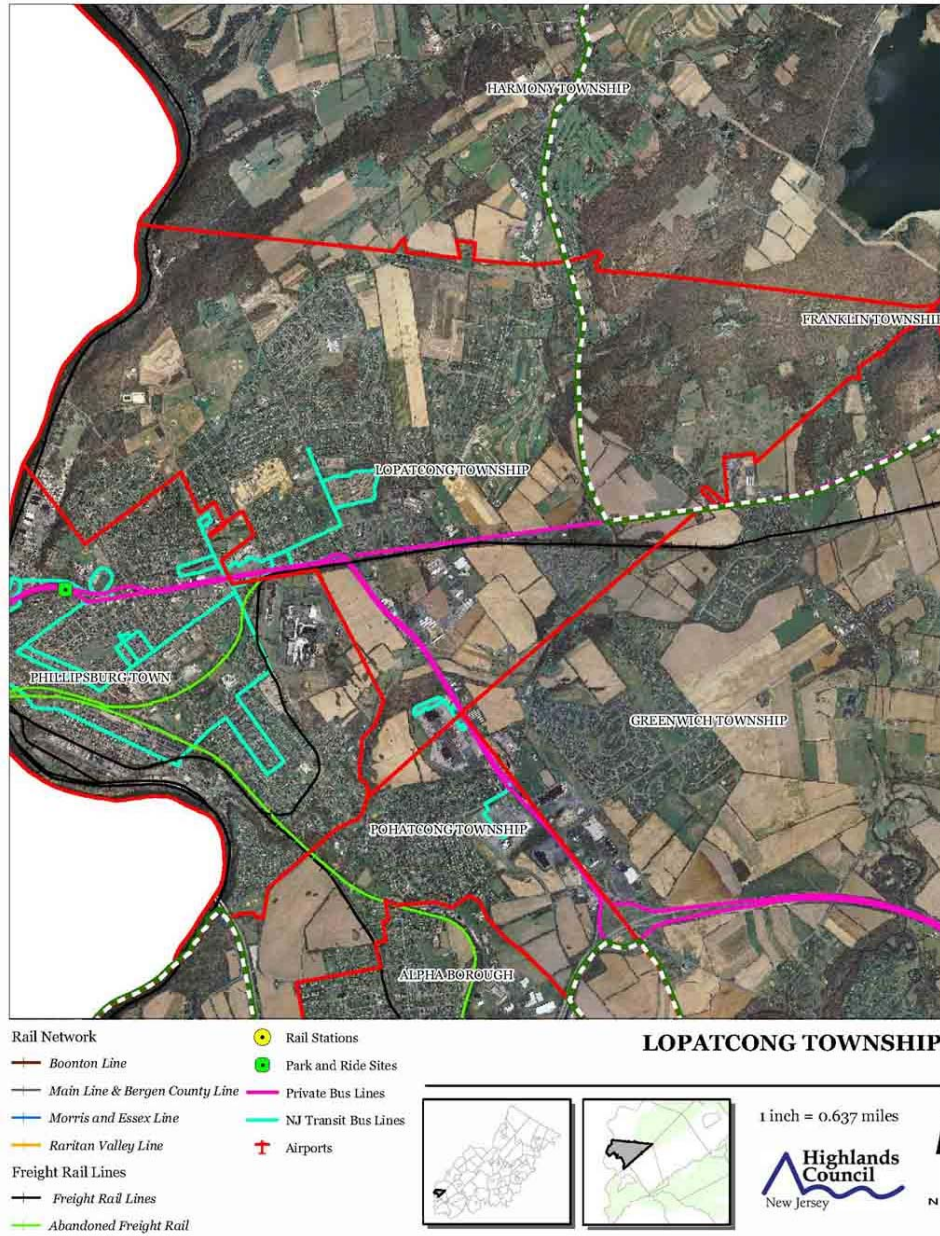 HARMONY TOWNSHIP
FRANKLIN TOWNSHIP
LOPATCONG TOWNSHIP
PHILLIPSBURG TOWN
GREENWICH TOWNSHIP
POHATCONG TOWNSHIP
ALPHA BOROUGH
Rail Network
Boonton Line
Main Line & Bergen County Line
Morris and Essex Line
Raritan Valley Line
Freight Rail Lines
Freight Rail Lines
Abandoned Freight Rail
Rail Stations
Park and Ride Sites
Private Bus Lines
NJ Transit Bus Lines
Airports
LOPATCONG TOWNSHIP
1 inch = 0.637 miles
Highlands
Council
New Jersey
N